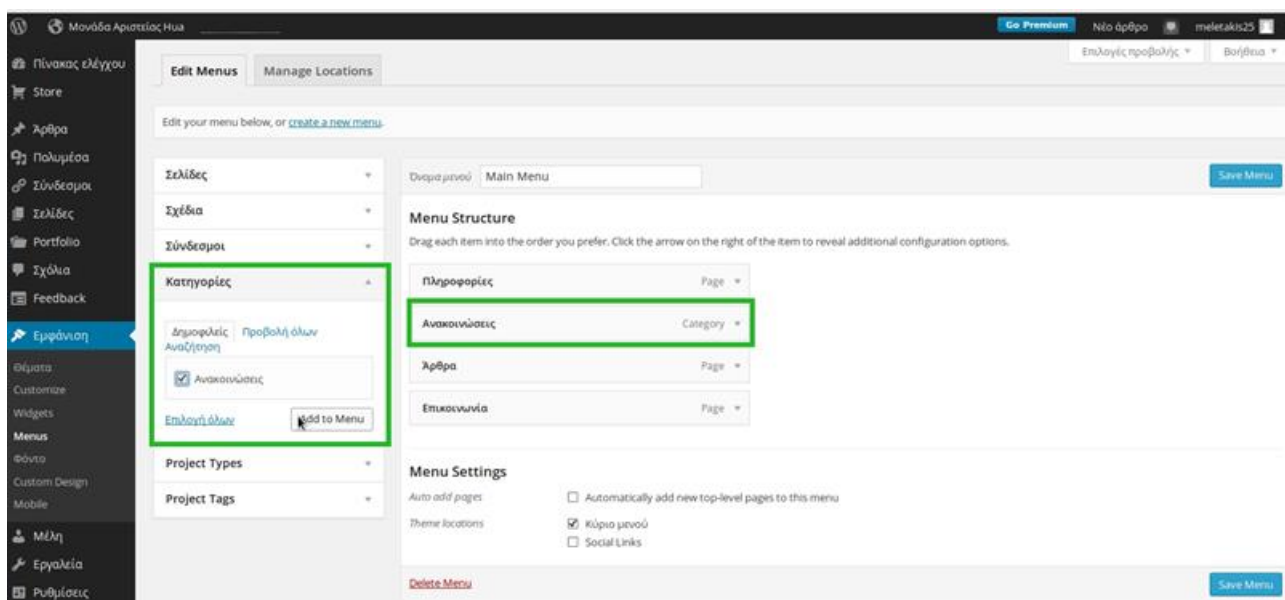 Μονάδα Αριστείας Hua
Go Premium
Νέο άρθρο
meletakis25
Πίνακας ελέγχου
Store
Άρθρα
Πολυμέσα
Σύνδεσμοι
Σελίδες
Portfolio
Σχόλια
Feedback
Εμφάνιση
Θέματα
Customize
Widgets
Menus
Φόντο
Custom Design
Mobile
Μέλη
Εργαλεία
Ρυθμίσεις
Επιλογές προβολής
Βοήθεια
Edit Menus
Manage Locations
Edit your menu below, or create a new menu.
Σελίδες
Σχέδια
Σύνδεσμοι
Κατηγορίες
Δημοφιλείς
Προβολή όλων
Αναζήτηση
Ανακοινώσεις
Επιλογή όλων
Add to Menu
Project Types
Project Tags
Όνομα μενού
Main Menu
Save Menu
Menu Structure
Drag each item into the order you prefer. Click the arrow on the right of the item to reveal additional configuration options.
Πληροφορίες Page
Ανακοινώσεις Category
Άρθρα Page
Επικοινωνία Page
Menu Settings
Auto add pages
Automatically add new top-level pages to this menu
Theme locations
Κύριο μενού
Social Links
Delete Menu
Save Menu